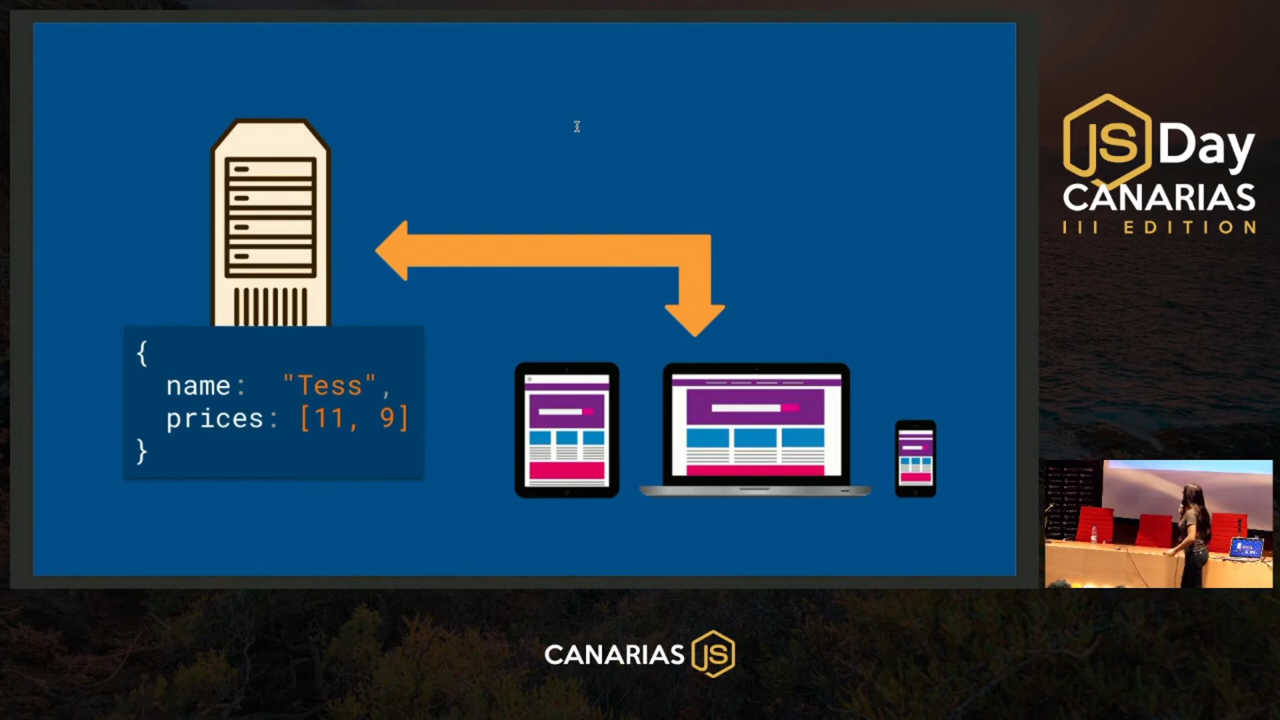 {
name: "Tess",
prices: [11, 9]
}
JS Day
CANARIAS
III EDITION
CANARIAS JS